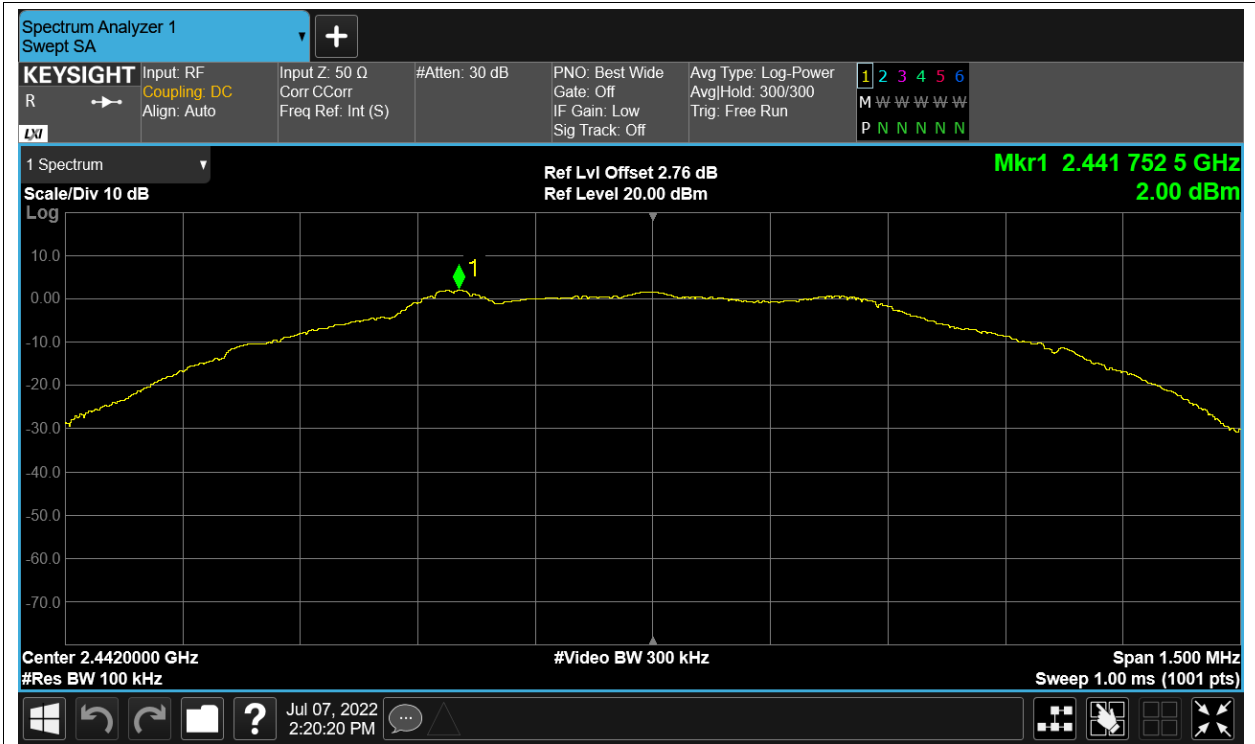 Spectrum Analyzer 1
Swept SA
KEYSIGHT
R
LXI
Input: RF
Coupling: DC
Align: Auto
Input Z: 50 Ω
Corr CCorr
Freq Ref: Int (S)
#Atten: 30 dB
PNO: Best Wide
Gate: Off
IF Gain: Low
Sig Track: Off
Avg Type: Log-Power
Avg|Hold: 300/300
Trig: Free Run
1 2 3 4 5 6
M W W W W W
P N N N N N
1 Spectrum
Scale/Div 10 dB
Log
Ref Lvl Offset 2.76 dB
Ref Level 20.00 dBm
Mkr1 2.441 752 5 GHz
2.00 dBm
1
10.0
0.00
-10.0
-20.0
-30.0
-40.0
-50.0
-60.0
-70.0
Center 2.4420000 GHz
#Res BW 100 kHz
#Video BW 300 kHz
Span 1.500 MHz
Sweep 1.00 ms (1001 pts)
?
Jul 07, 2022
2:20:20 PM